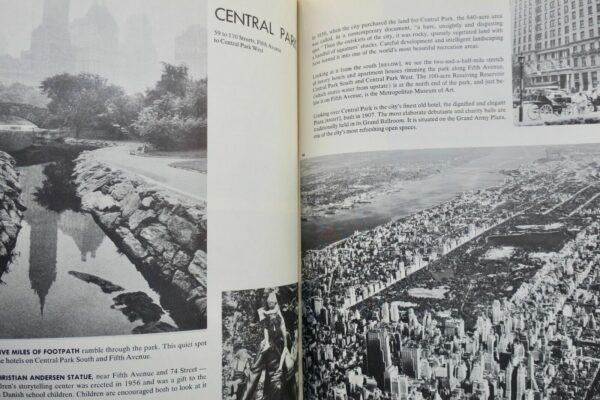 CENTRAL PARK
59 to 110 Streets, Fifth Avenue
to Central Park West
FIVE MILES OF FOOTPATH ramble through the park. This quiet spot
hotels on Central Park South and Fifth Avenue.
CHRISTIAN ANDERSEN STATUE, near Fifth Avenue and 74 Street —
children's storytelling center was erected in 1956 and was a gift to the
Danish school children. Children are encouraged both to look at it
In 1856, when the city purchased the land for Central Park, the 840-acre area
was called, in a contemporary document, "a bare, unsightly and disgusting
spot." Then the outskirts of the city, it was rocky, sparsely vegetated land with
a handful of squatters' shacks. Careful development and intelligent landscaping
have turned it into one of the world's most beautiful recreation areas.
Looking at it from the south [BELOW], we see the two-and-a-half-mile stretch
of luxury hotels and apartment houses rimming the park along Fifth Avenue,
Central Park South and Central Park West. The 100-acre Receiving Reservoir
(which stores water from upstate) is at the north end of the park, and just be-
low it on Fifth Avenue, is the Metropolitan Museum of Art.
Looking over Central Park is the city's finest old hotel, the dignified and elegant
Plaza [RIGHT], built in 1907. The most elaborate debutante and charity balls are
traditionally held in its Grand Ballroom. It is situated on the Grand Army Plaza,
one of the city's most refreshing open spaces.